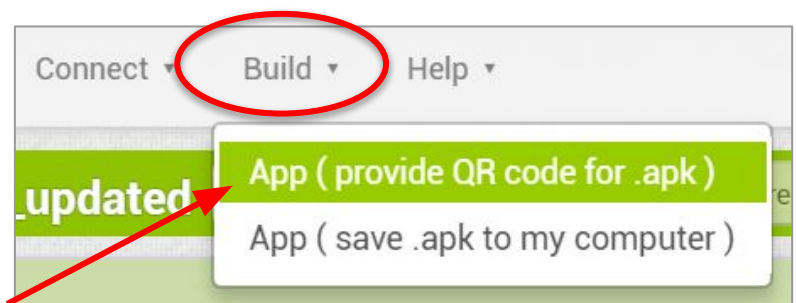 Connect ▾ Build ▾ Help ▾
App ( provide QR code for .apk )
_updated
App ( save .apk to my computer )